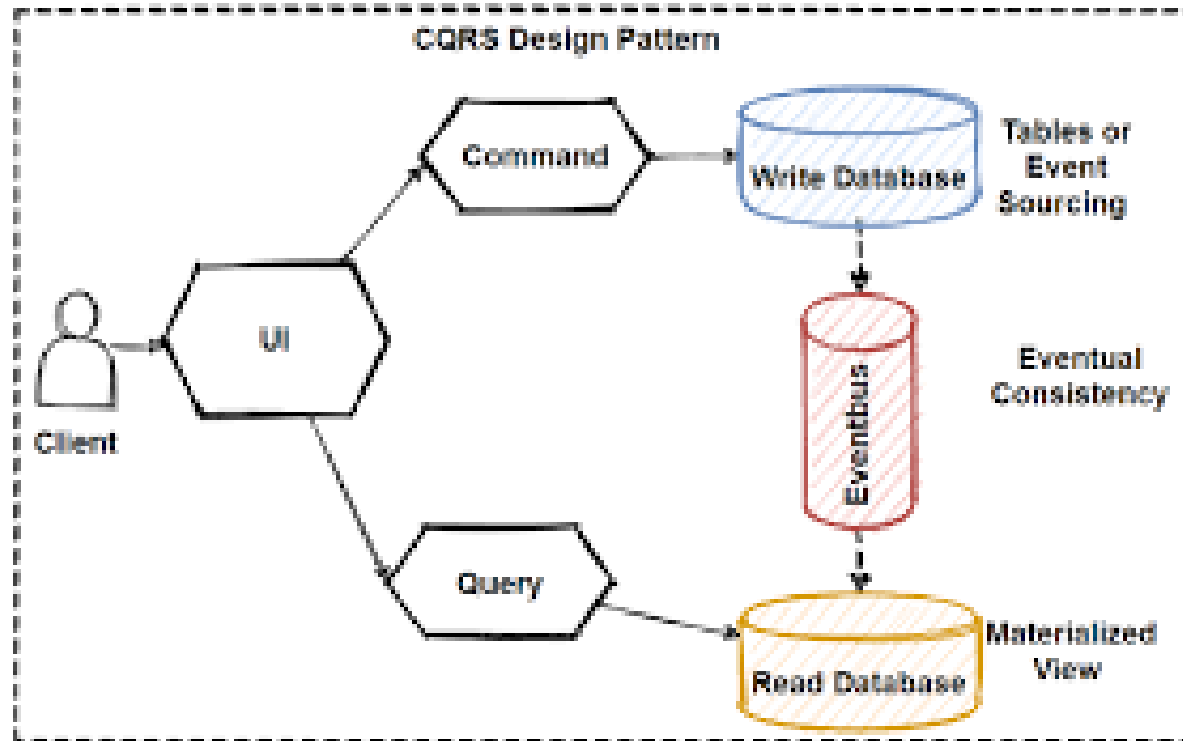 CQRS Design Pattern
Command
Write Database
Tables or
Event
Sourcing
UI
Client
Eventbus
Eventual
Consistency
Query
Read Database
Materialized
View